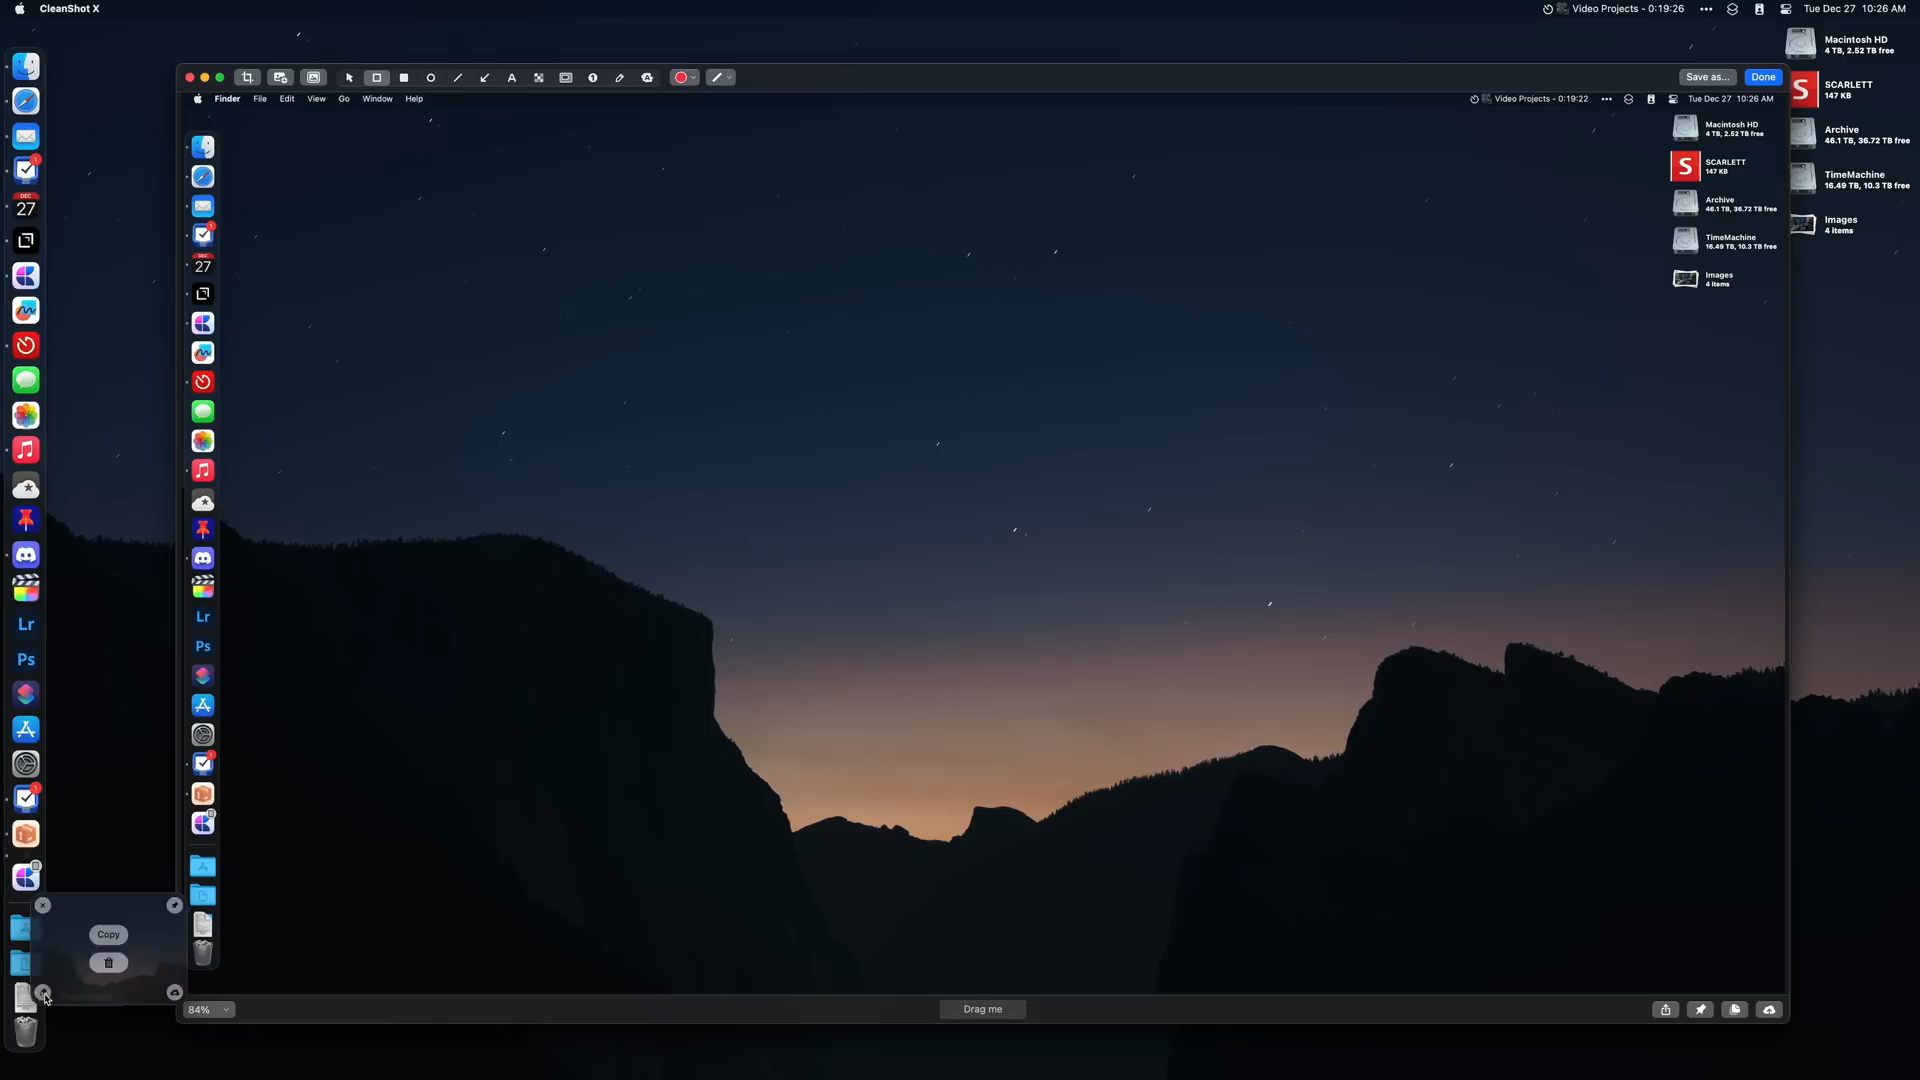 CleanShot X
Video Projects - 0:19:26
Tue Dec 27 10:26 AM
Macintosh HD
4 TB, 2.52 TB free
SCARLETT
147 KB
Archive
46.1 TB, 36.72 TB free
TimeMachine
16.49 TB, 10.3 TB free
Images
4 items
DEC
27
Lr
Ps
Copy
A
1
Save as...
Done
Finder File Edit View Go Window Help
Video Projects - 0:19:22
Tue Dec 27 10:26 AM
Macintosh HD
4 TB, 2.52 TB free
S
SCARLETT
147 KB
Archive
46.1 TB, 36.72 TB free
TimeMachine
16.49 TB, 10.3 TB free
Images
4 items
DEC
27
Lr
Ps
84%
Drag me